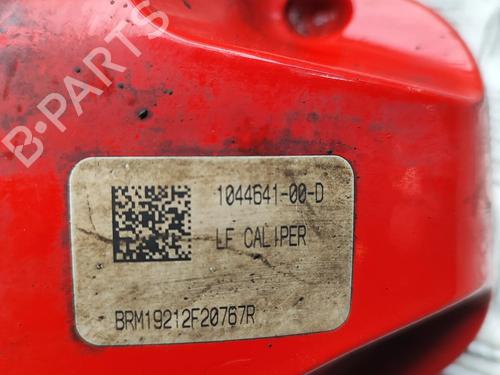 B-PARTS
1044641-00-D
LF CALIPER
BRM19212F20767R